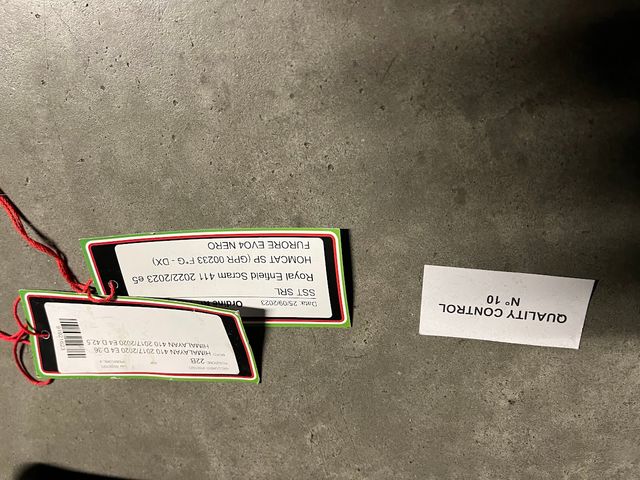 Data: 25/09/2023
SST SRL
Royal Enfield Scram 411 2022/2023 e5
HOMCAT SP (GPR 00233 F*G - DX)
FURORE EVO4 NERO
22B
HIMALAYAN 410 2017/2020 E4 D.36
HIMALAYAN 410 2017/2020 E4 D.42,5
QUALITY CONTROL
N° 10